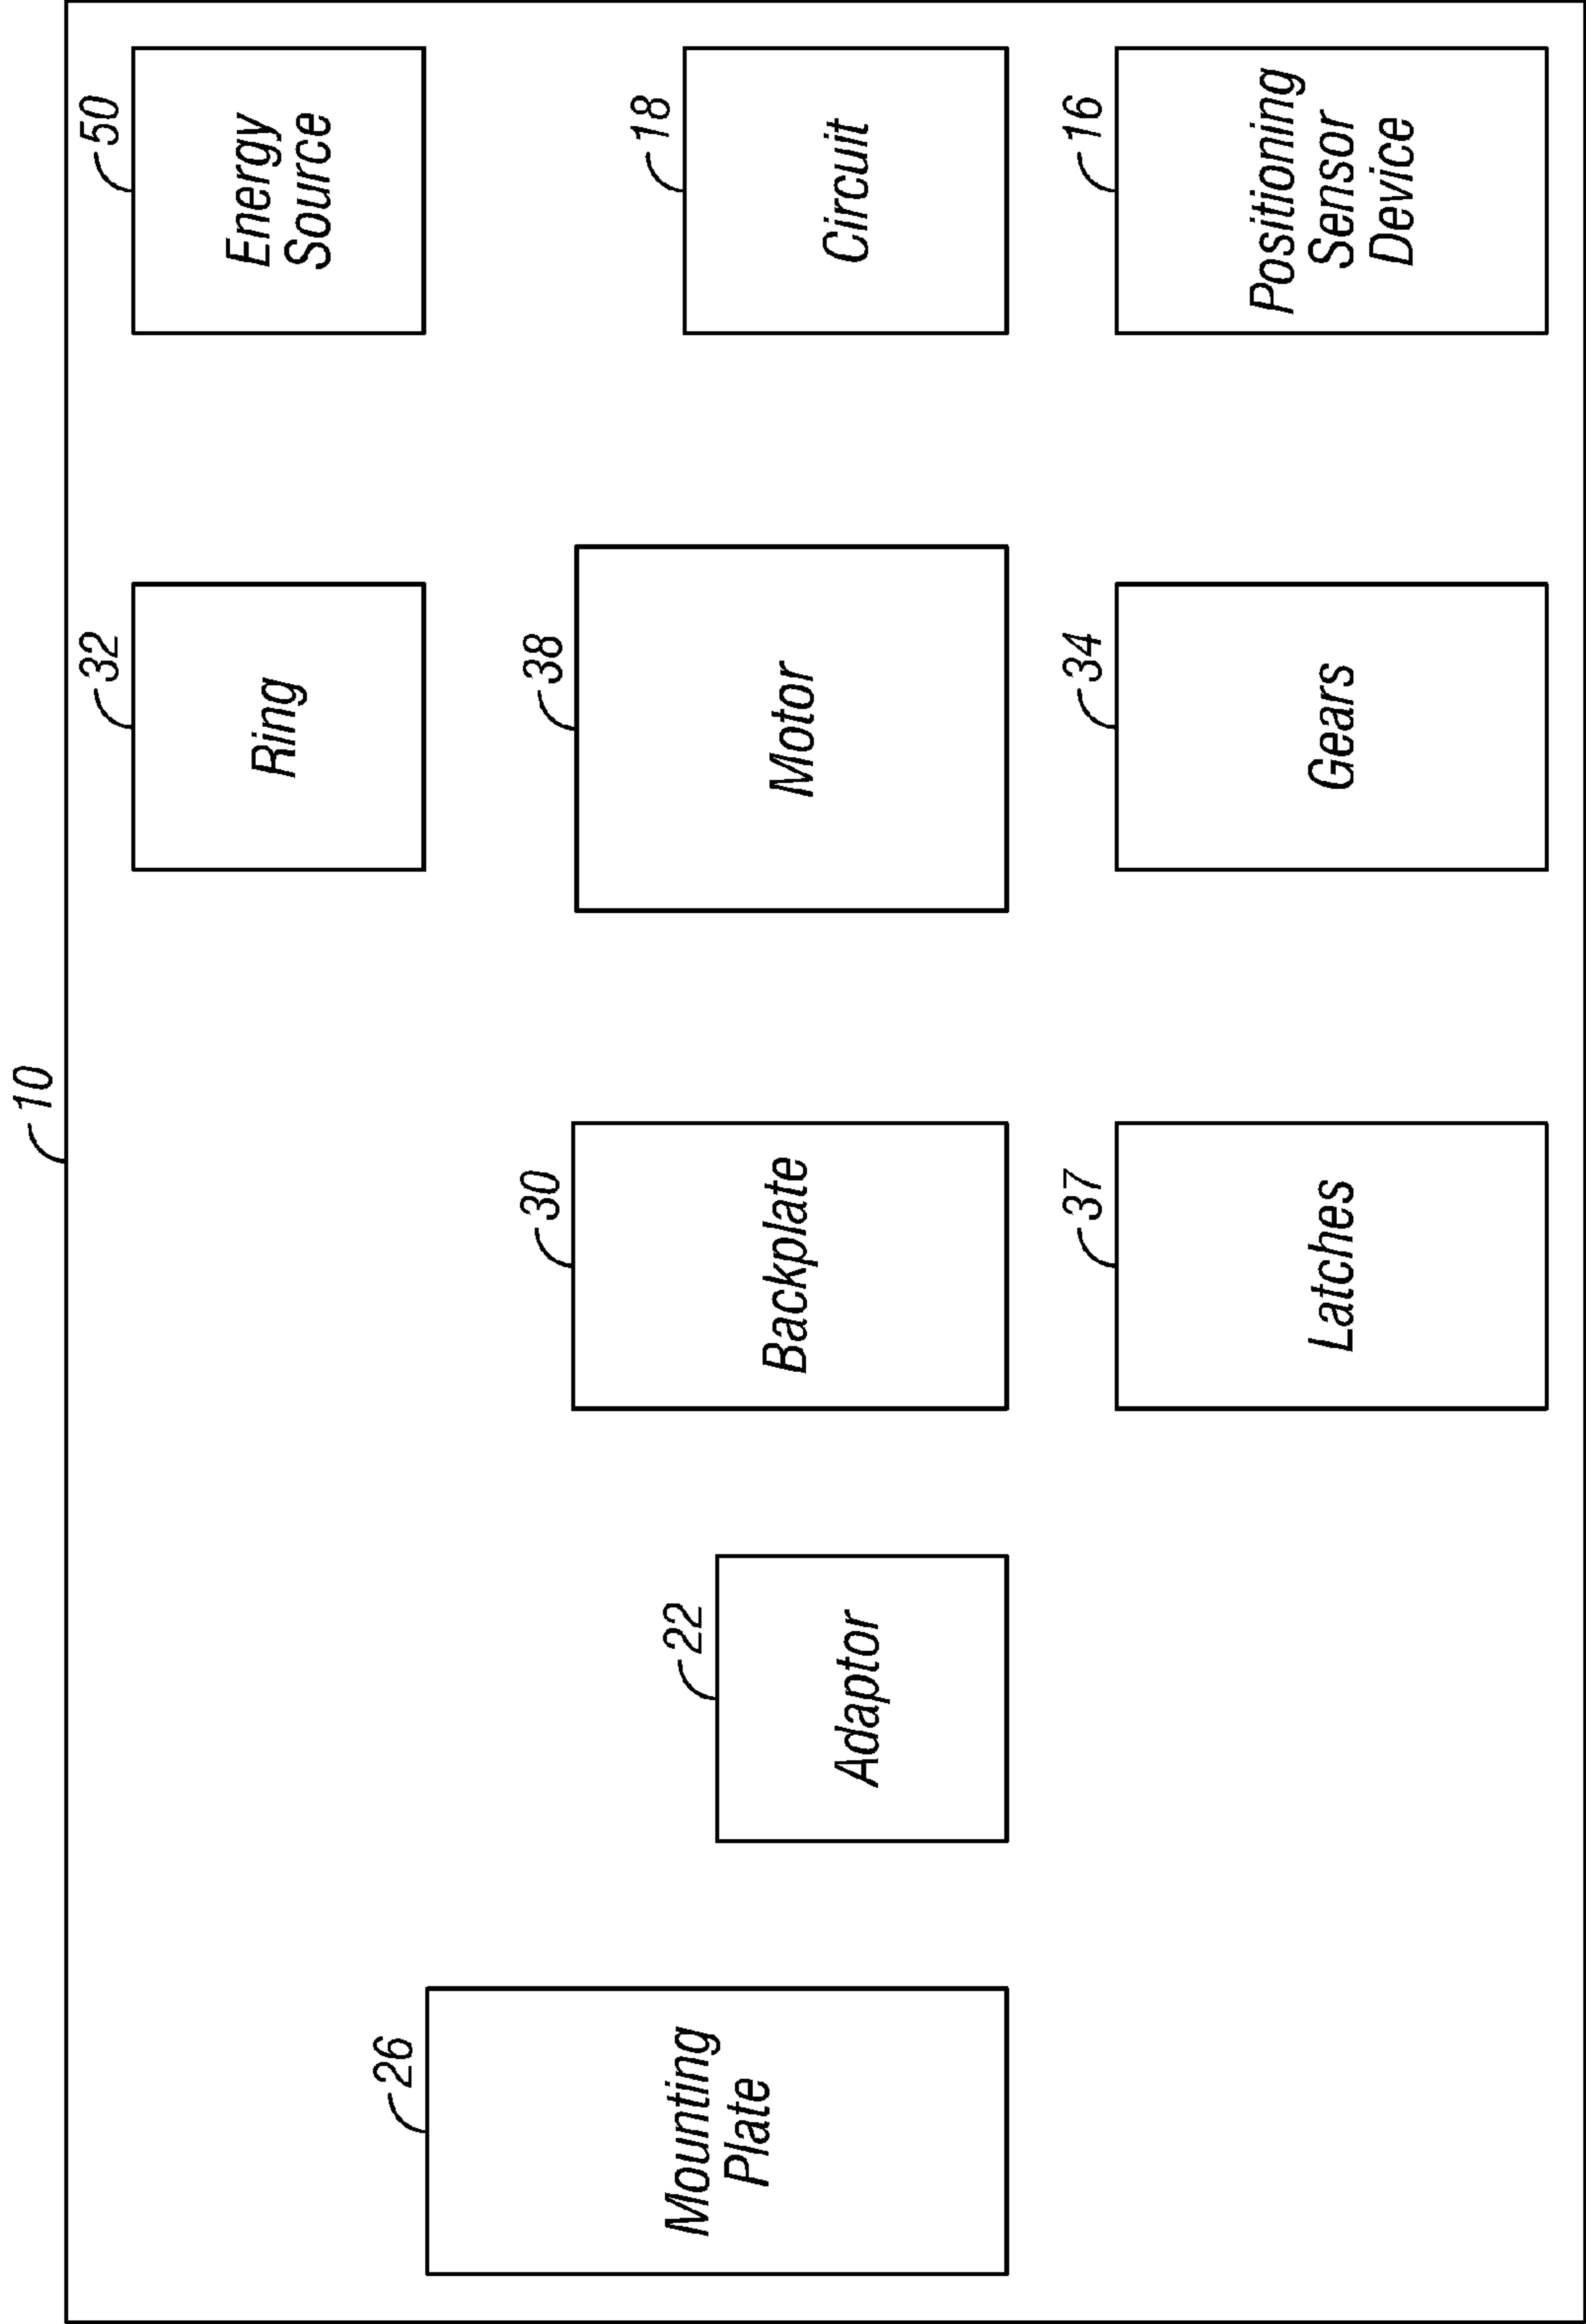 10
32
Ring
50
Energy
Source
26
Mounting
Plate
22
Adaptor
30
Backplate
38
Motor
18
Circuit
37
Latches
34
Gears
16
Positioning
Sensor
Device